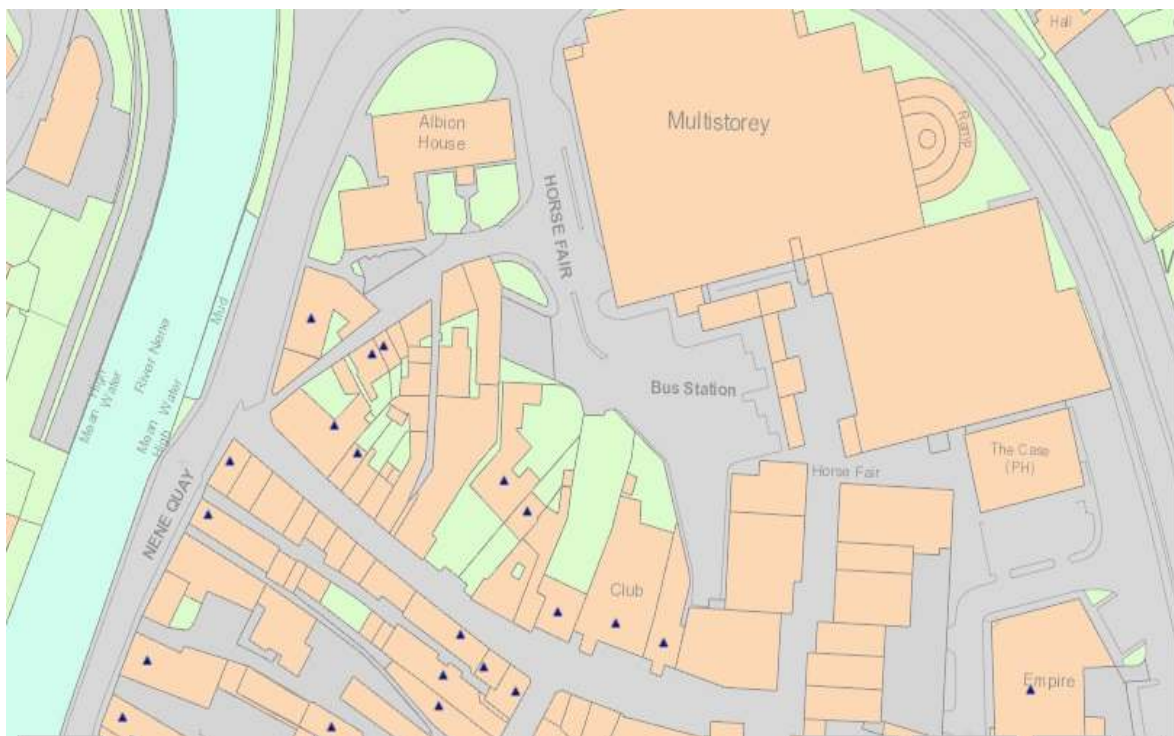 Hall
Multistorey
Ramp
Albion
House
HORSE FAIR
Mud
River Nene
Mean High
Water
Mean High
Water
Bus Station
The Case
(PH)
Horse Fair
NENE QUAY
Club
Empire